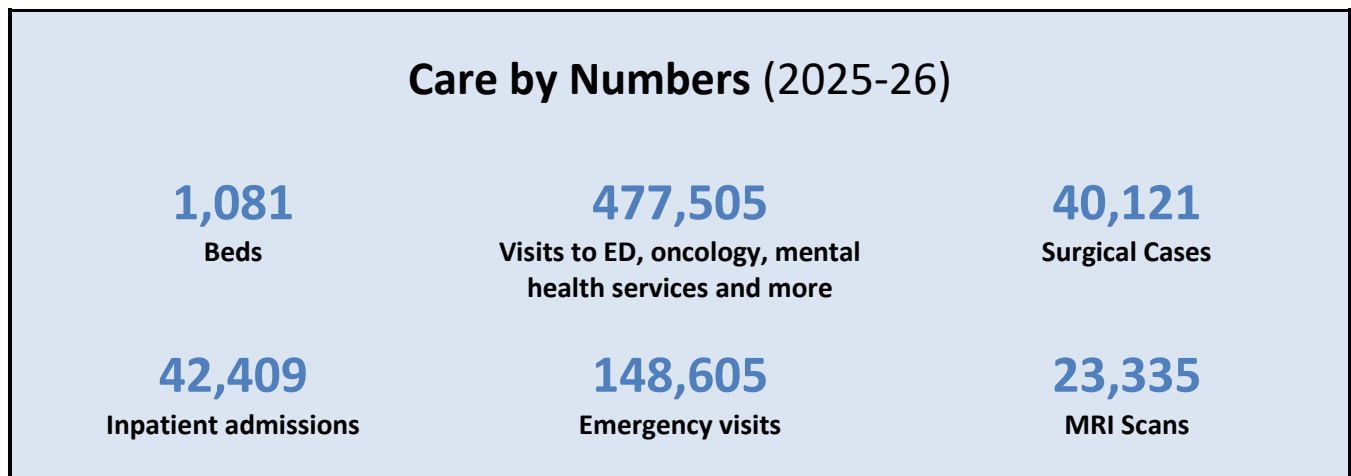 Care by Numbers (2025-26)
1,081
Beds
477,505
Visits to ED, oncology, mental
health services and more
40,121
Surgical Cases
42,409
Inpatient admissions
148,605
Emergency visits
23,335
MRI Scans